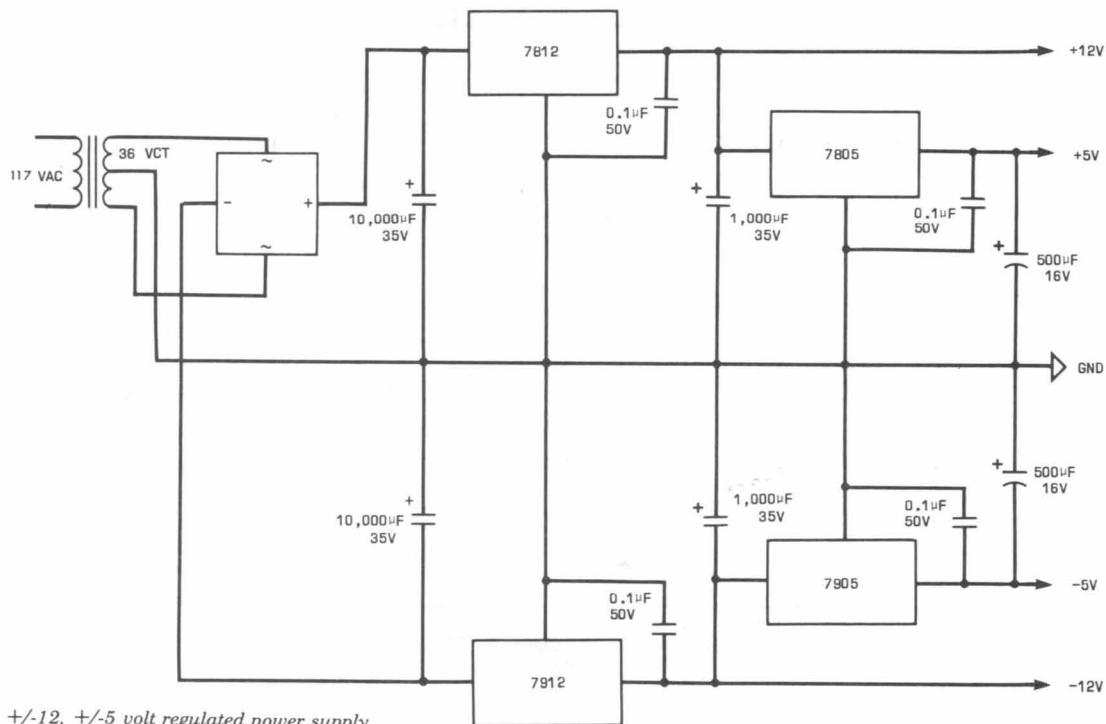 7812
+12V
0.1µF
50V
36 VCT
~
117 VAC
-
+
~
+
10,000µF
35V
+
1,000µF
35V
7805
+5V
0.1µF
50V
+
500µF
16V
GND
+
10,000µF
35V
+
1,000µF
35V
0.1µF
50V
+
500µF
16V
7905
-5V
0.1µF
50V
7912
-12V
+/-12, +/-5 volt regulated power supply